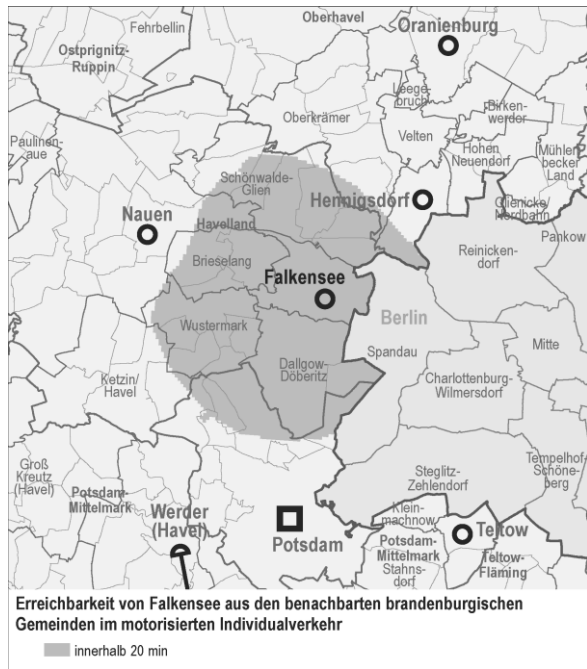 Fehrbellin
Oberhavel
Oranienburg
Ostprignitz-
Ruppin
Leege-
bruch
Birken-
werder
Oberkrämer
Velten
Paulinen-
aue
Hohen
Neuendorf
Mühlen-
becker
Land
Schönwalde-
Glien
Hennigsdorf
Glienicke/
Nordbahn
Nauen
Havelland
Pankow
Reinicken-
dorf
Brieselang
Falkensee
Berlin
Wustermark
Spandau
Mitte
Dallgow-
Döberitz
Ketzin/
Havel
Charlottenburg-
Wilmersdorf
Groß
Kreutz
(Havel)
Potsdam-
Mittelmark
Steglitz-
Zehlendorf
Tempelhof-
Schöne-
berg
Werder
(Havel)
Klein-
machnow
Potsdam
Teltow
Potsdam-
Mittelmark
Stahns-
dorf
Teltow-
Fläming
Erreichbarkeit von Falkensee aus den benachbarten brandenburgischen
Gemeinden im motorisierten Individualverkehr
innerhalb 20 min